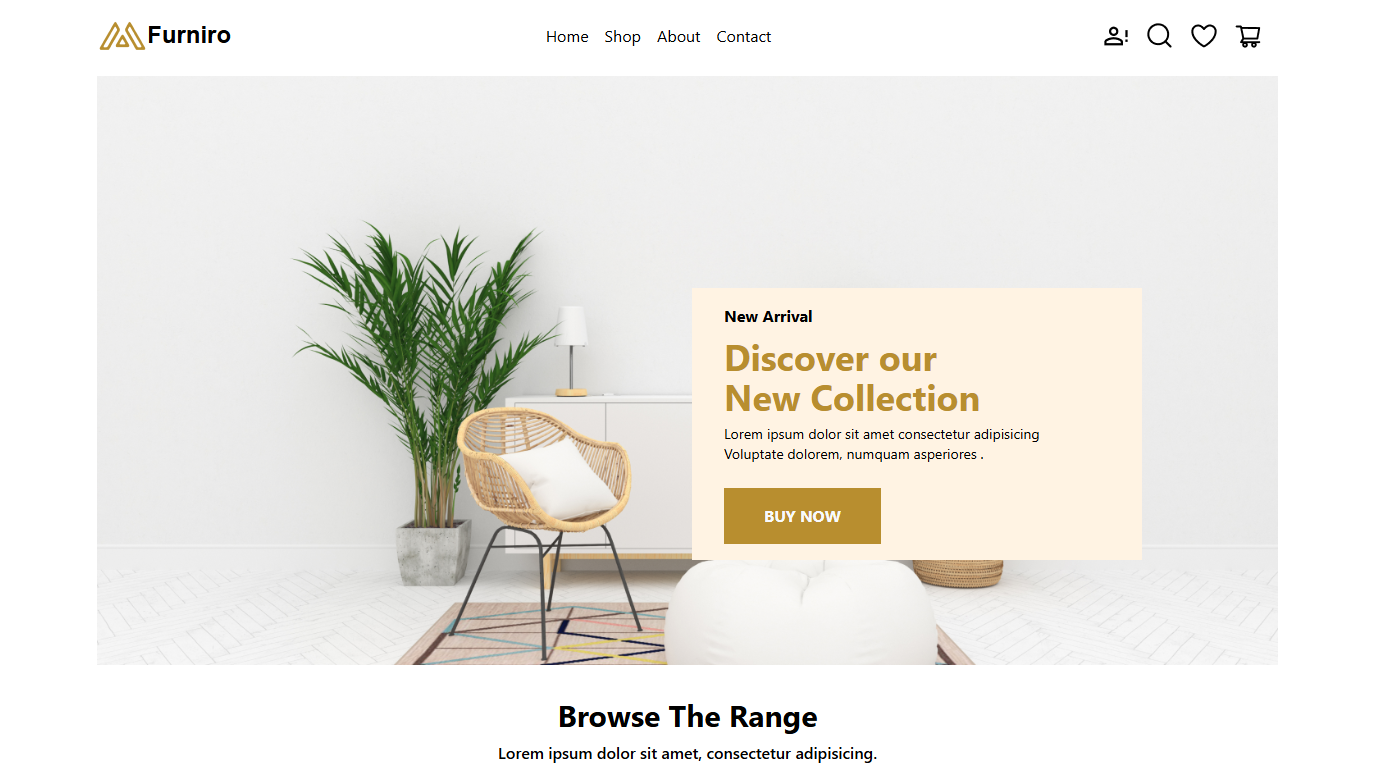 Furniro
Home Shop About Contact
New Arrival
Discover our
New Collection
Lorem ipsum dolor sit amet consectetur adipisicing
Voluptate dolorem, numquam asperiores .
BUY NOW
Browse The Range
Lorem ipsum dolor sit amet, consectetur adipisicing.